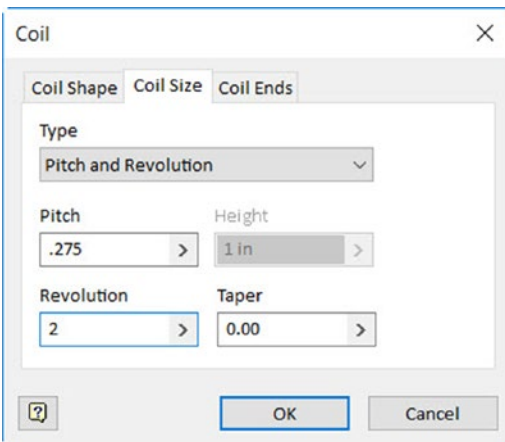 Coil
Coil Shape Coil Size Coil Ends
Type
Pitch and Revolution
Pitch Height
.275 1 in
Revolution Taper
2 0.00
? OK Cancel